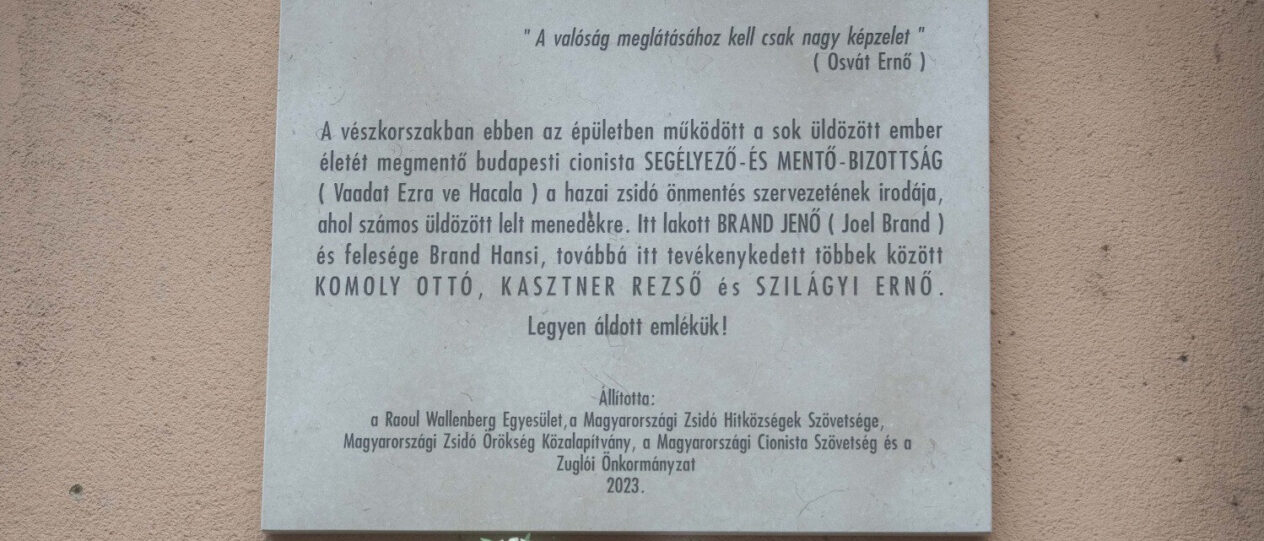 " A valóság meglátásához kell csak nagy képzelet "
( Osvát Ernő )
A vészkorszakban ebben az épületben működött a sok üldözött ember
életét megmentő budapesti cionista SEGÉLYEZŐ-ÉS MENTŐ-BIZOTTSÁG
( Vaadat Ezra ve Hacala ) a hazai zsidó önmentés szervezetének irodája,
ahol számos üldözött lelt menedékre. Itt lakott BRAND JENŐ ( Joel Brand )
és felesége Brand Hansi, továbbá itt tevékenykedett többek között
KOMOLY OTTÓ, KASZTNER REZSŐ és SZILÁGYI ERNŐ.
Legyen áldott emlékük!
Állította:
a Raoul Wallenberg Egyesület,a Magyarországi Zsidó Hitközségek Szövetsége,
Magyarországi Zsidó Örökség Közalapítvány, a Magyarországi Cionista Szövetség és a
Zuglói Önkormányzat
2023.